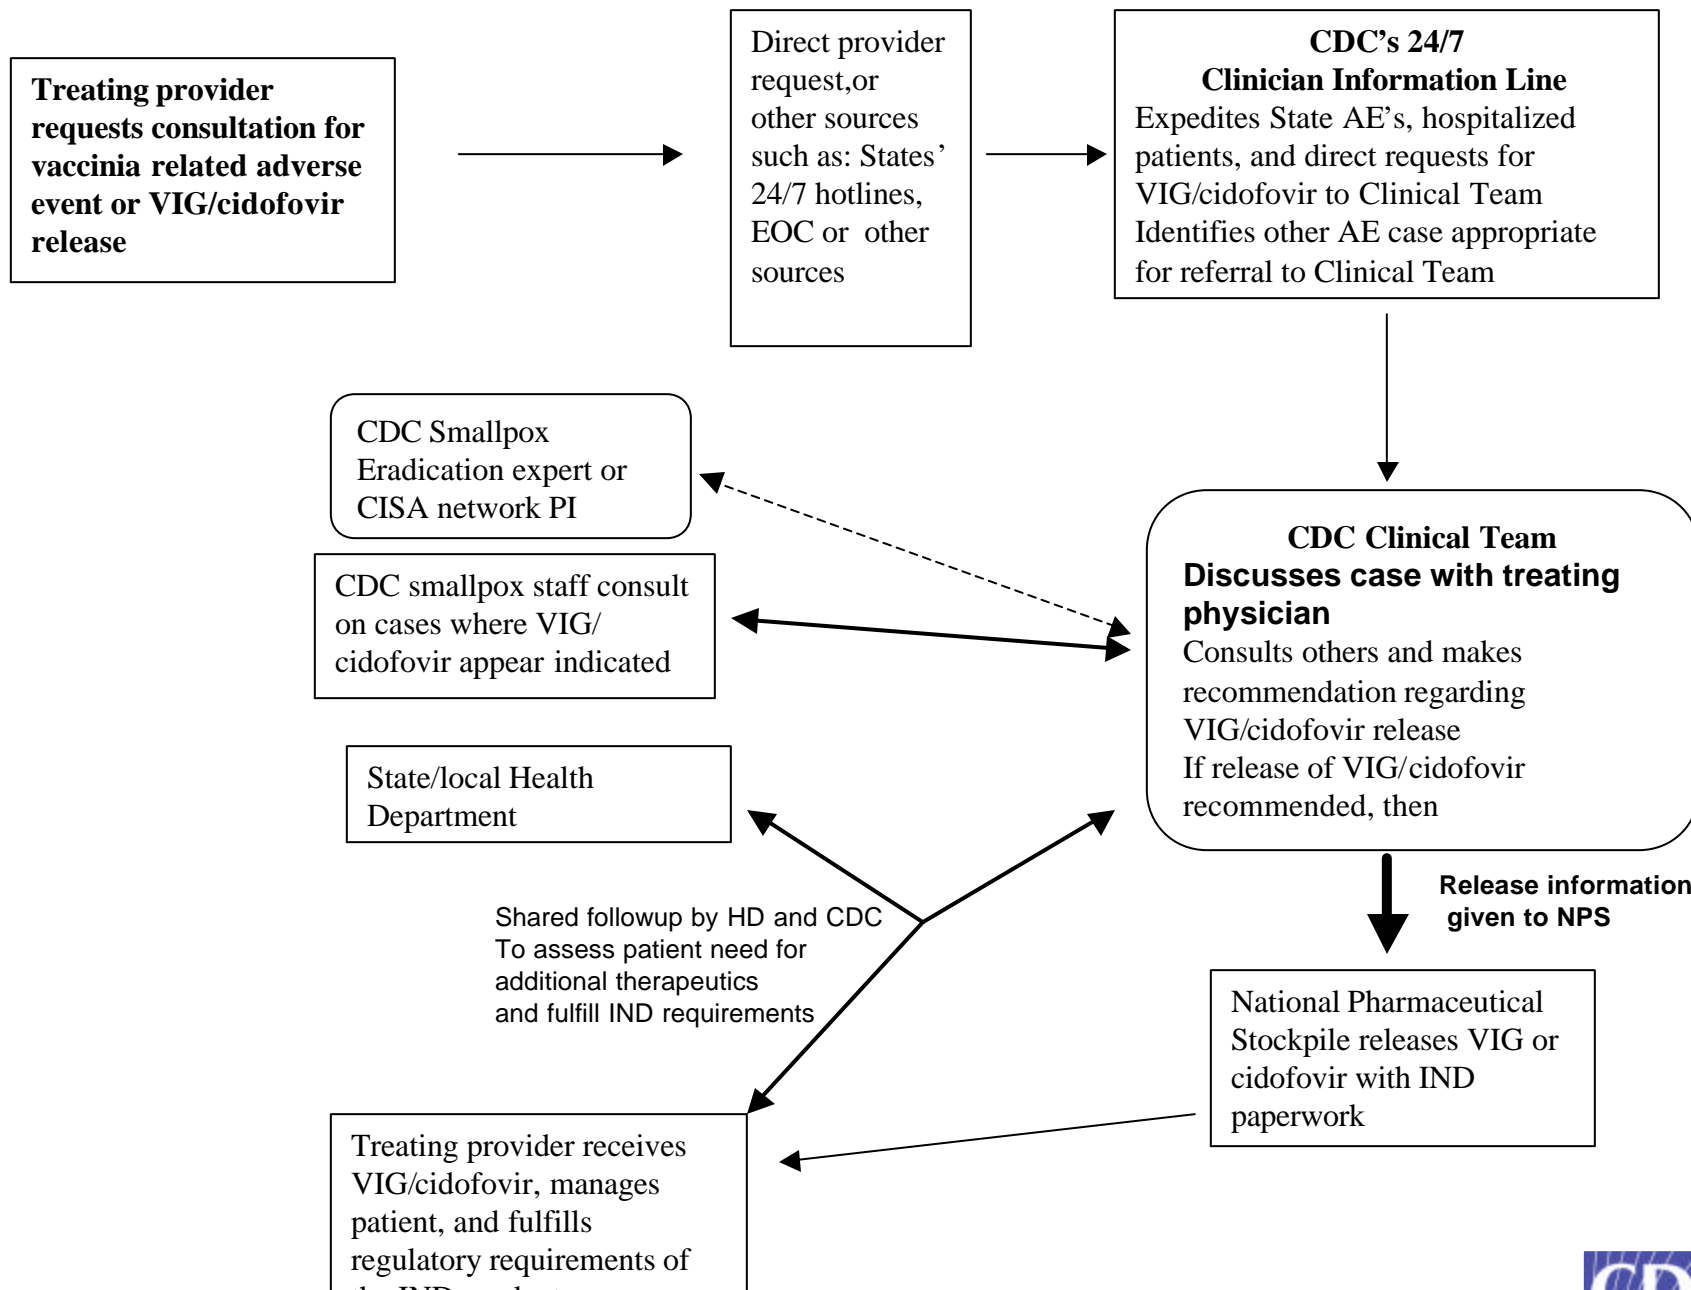 Treating provider
requests consultation for
vaccinia related adverse
event or VIG/cidofovir
release
Direct provider
request,or
other sources
such as: States’
24/7 hotlines,
EOC or other
sources
CDC’s 24/7
Clinician Information Line
Expedites State AE’s, hospitalized
patients, and direct requests for
VIG/cidofovir to Clinical Team
Identifies other AE case appropriate
for referral to Clinical Team
CDC Smallpox
Eradication expert or
CISA network PI
CDC smallpox staff consult
on cases where VIG/
cidofovir appear indicated
CDC Clinical Team
Discusses case with treating
physician
Consults others and makes
recommendation regarding
VIG/cidofovir release
If release of VIG/cidofovir
recommended, then
State/local Health
Department
Release information
given to NPS
Shared followup by HD and CDC
To assess patient need for
additional therapeutics
and fulfill IND requirements
National Pharmaceutical
Stockpile releases VIG or
cidofovir with IND
paperwork
Treating provider receives
VIG/cidofovir, manages
patient, and fulfills
regulatory requirements of